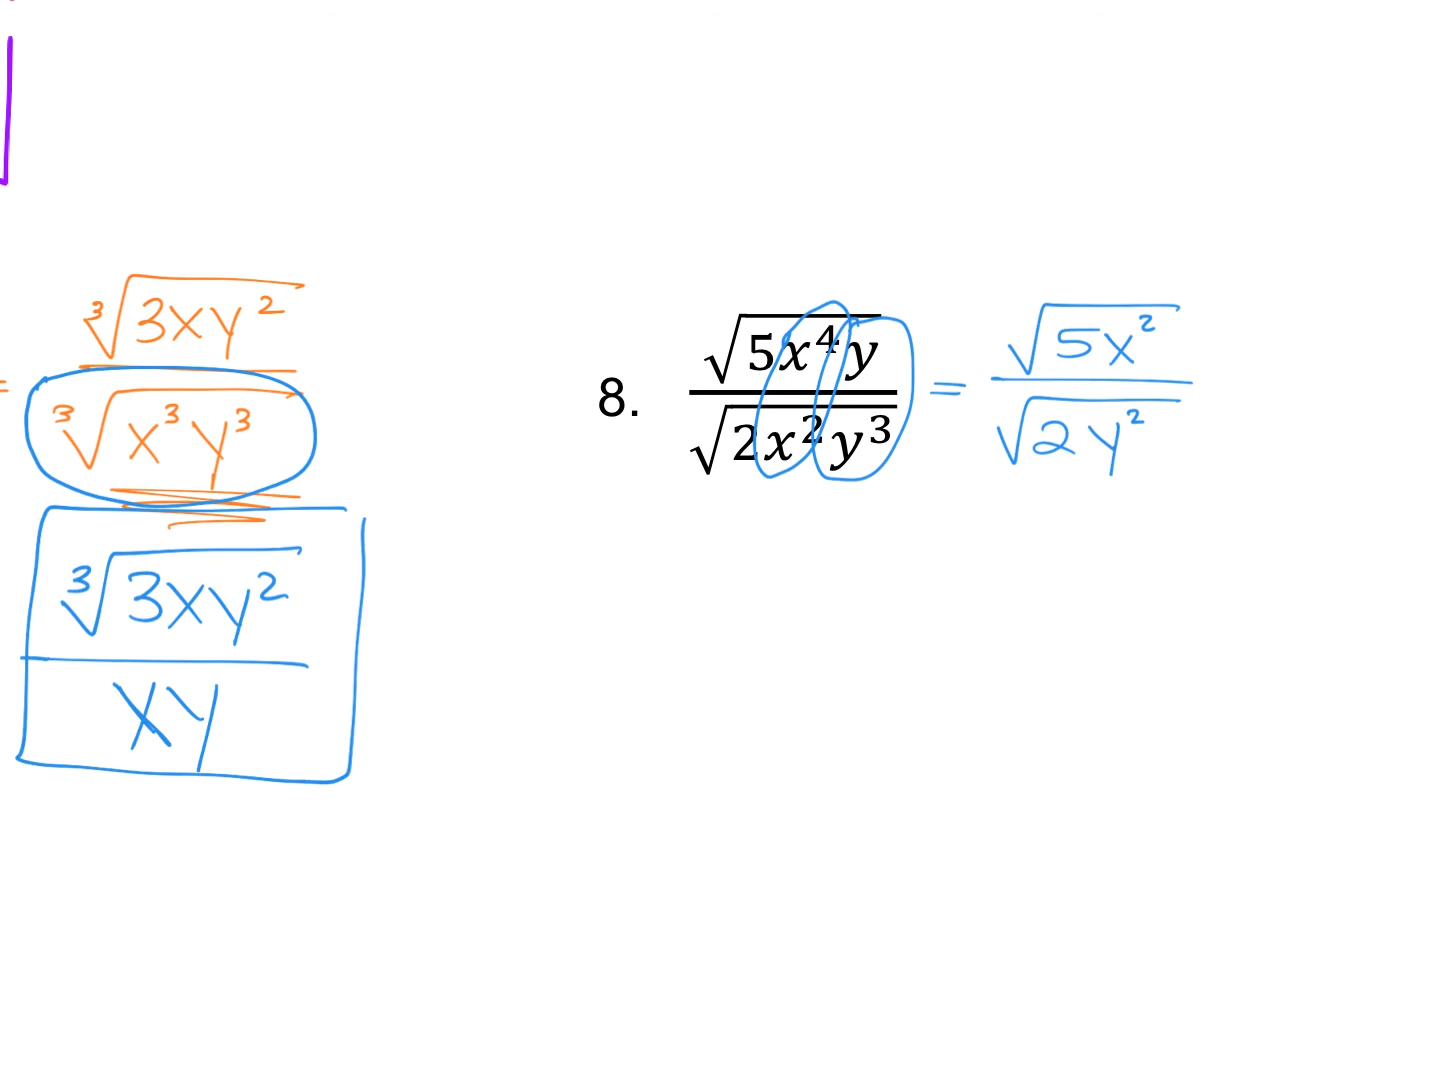 ∛(3xy²)
= ∛(x³y³)
∛(3xy²)
xy
8. √(5x⁴y) / √(2x²y³) = √(5x²) / √(2y²)